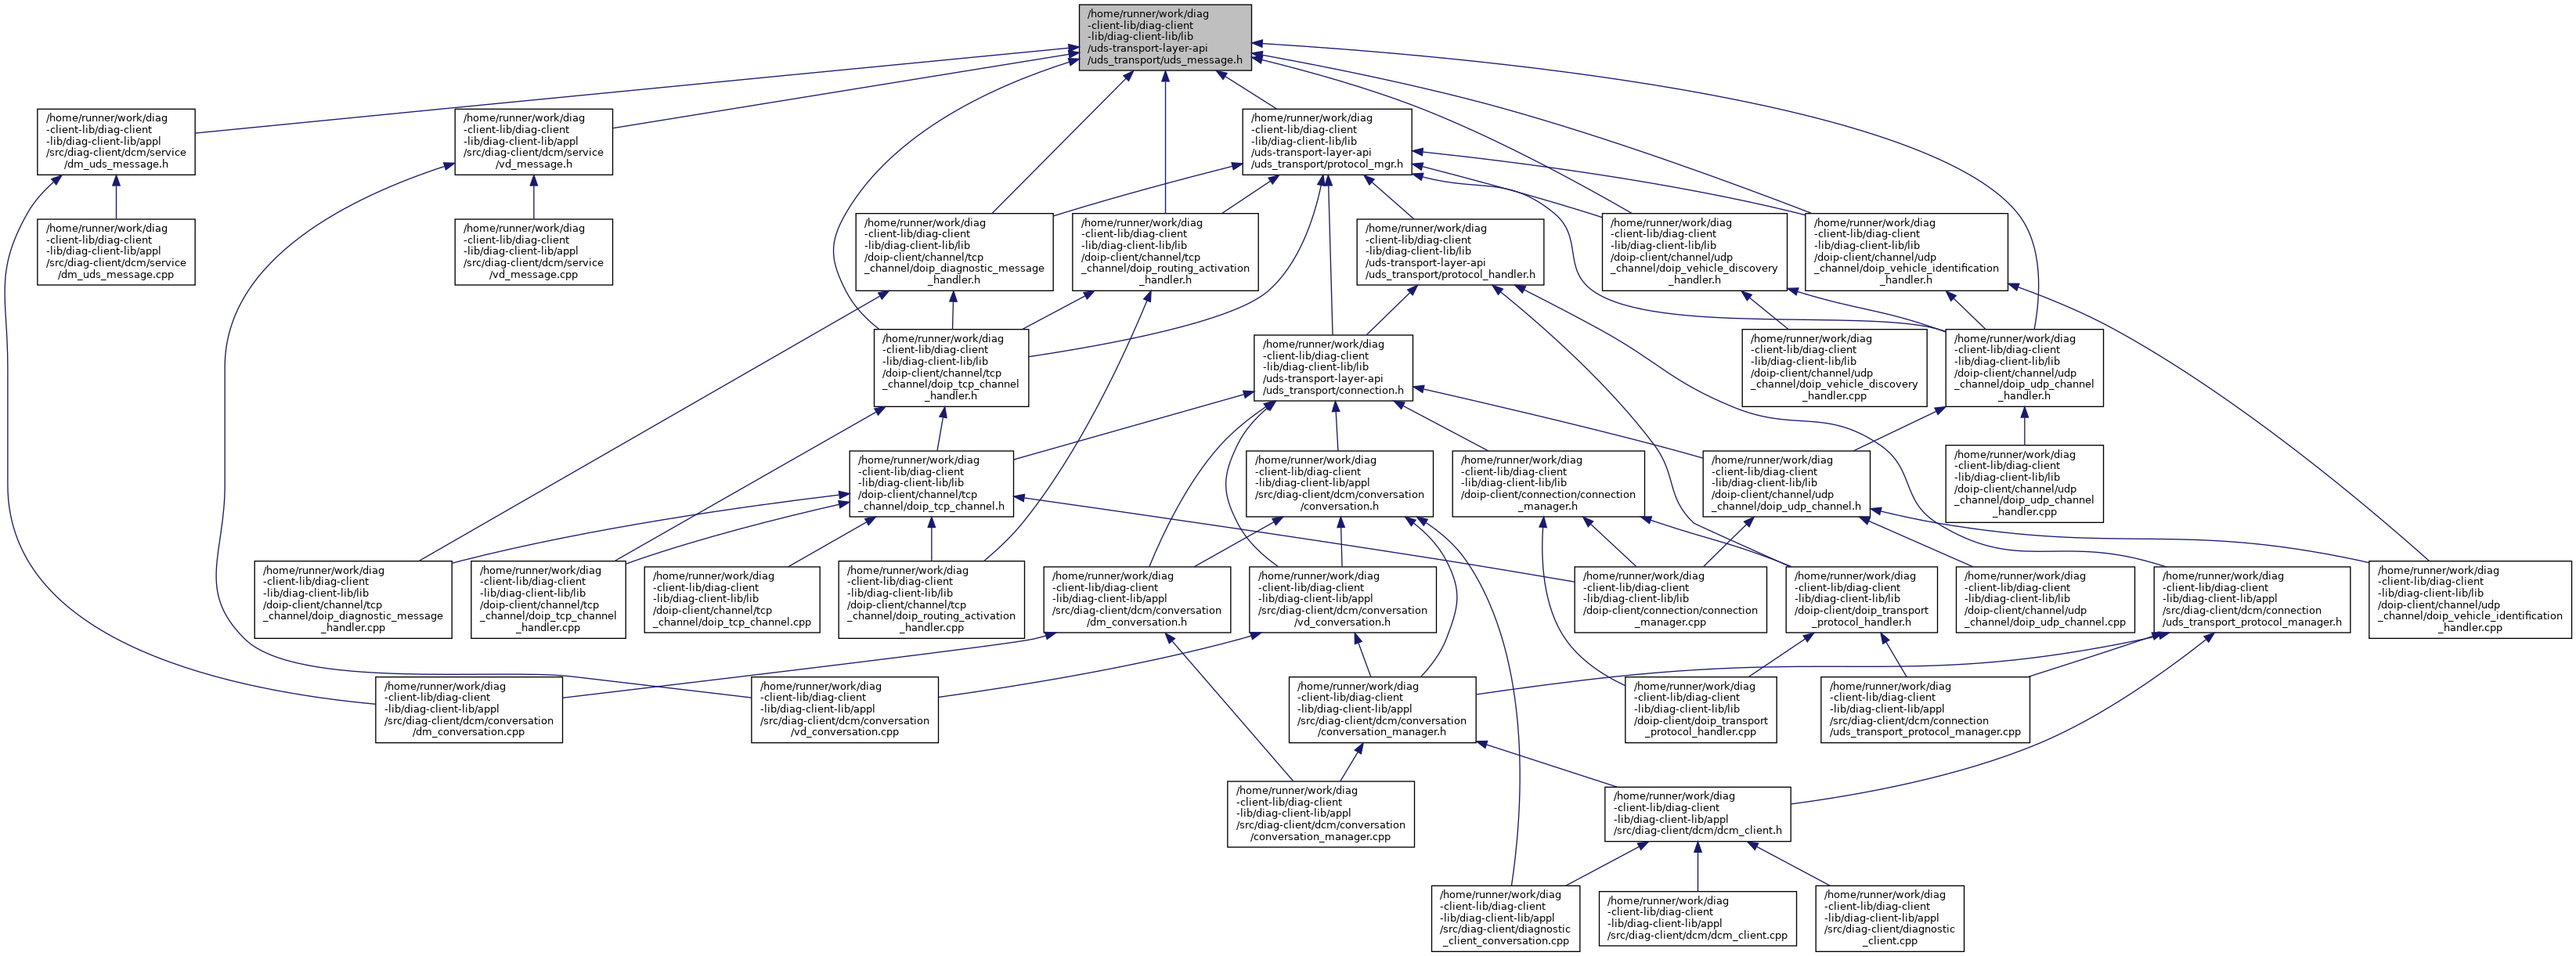 /home/runner/work/diag
-client-lib/diag-client
-lib/diag-client-lib/lib
/uds-transport-layer-api
/uds_transport/uds_message.h
/home/runner/work/diag
-client-lib/diag-client
-lib/diag-client-lib/appl
/src/diag-client/dcm/service
/dm_uds_message.h
/home/runner/work/diag
-client-lib/diag-client
-lib/diag-client-lib/appl
/src/diag-client/dcm/service
/vd_message.h
/home/runner/work/diag
-client-lib/diag-client
-lib/diag-client-lib/lib
/uds-transport-layer-api
/uds_transport/protocol_mgr.h
/home/runner/work/diag
-client-lib/diag-client
-lib/diag-client-lib/appl
/src/diag-client/dcm/service
/dm_uds_message.cpp
/home/runner/work/diag
-client-lib/diag-client
-lib/diag-client-lib/appl
/src/diag-client/dcm/service
/vd_message.cpp
/home/runner/work/diag
-client-lib/diag-client
-lib/diag-client-lib/lib
/doip-client/channel/tcp
_channel/doip_diagnostic_message
_handler.h
/home/runner/work/diag
-client-lib/diag-client
-lib/diag-client-lib/lib
/doip-client/channel/tcp
_channel/doip_routing_activation
_handler.h
/home/runner/work/diag
-client-lib/diag-client
-lib/diag-client-lib/lib
/uds-transport-layer-api
/uds_transport/protocol_handler.h
/home/runner/work/diag
-client-lib/diag-client
-lib/diag-client-lib/lib
/doip-client/channel/udp
_channel/doip_vehicle_discovery
_handler.h
/home/runner/work/diag
-client-lib/diag-client
-lib/diag-client-lib/lib
/doip-client/channel/udp
_channel/doip_vehicle_identification
_handler.h
/home/runner/work/diag
-client-lib/diag-client
-lib/diag-client-lib/lib
/doip-client/channel/tcp
_channel/doip_tcp_channel
_handler.h
/home/runner/work/diag
-client-lib/diag-client
-lib/diag-client-lib/lib
/uds-transport-layer-api
/uds_transport/connection.h
/home/runner/work/diag
-client-lib/diag-client
-lib/diag-client-lib/lib
/doip-client/channel/udp
_channel/doip_vehicle_discovery
_handler.cpp
/home/runner/work/diag
-client-lib/diag-client
-lib/diag-client-lib/lib
/doip-client/channel/udp
_channel/doip_udp_channel
_handler.h
/home/runner/work/diag
-client-lib/diag-client
-lib/diag-client-lib/lib
/doip-client/channel/tcp
_channel/doip_tcp_channel.h
/home/runner/work/diag
-client-lib/diag-client
-lib/diag-client-lib/appl
/src/diag-client/dcm/conversation
/conversation.h
/home/runner/work/diag
-client-lib/diag-client
-lib/diag-client-lib/lib
/doip-client/connection/connection
_manager.h
/home/runner/work/diag
-client-lib/diag-client
-lib/diag-client-lib/lib
/doip-client/channel/udp
_channel/doip_udp_channel.h
/home/runner/work/diag
-client-lib/diag-client
-lib/diag-client-lib/lib
/doip-client/channel/udp
_channel/doip_udp_channel
_handler.cpp
/home/runner/work/diag
-client-lib/diag-client
-lib/diag-client-lib/lib
/doip-client/channel/tcp
_channel/doip_diagnostic_message
_handler.cpp
/home/runner/work/diag
-client-lib/diag-client
-lib/diag-client-lib/lib
/doip-client/channel/tcp
_channel/doip_tcp_channel
_handler.cpp
/home/runner/work/diag
-client-lib/diag-client
-lib/diag-client-lib/lib
/doip-client/channel/tcp
_channel/doip_tcp_channel.cpp
/home/runner/work/diag
-client-lib/diag-client
-lib/diag-client-lib/lib
/doip-client/channel/tcp
_channel/doip_routing_activation
_handler.cpp
/home/runner/work/diag
-client-lib/diag-client
-lib/diag-client-lib/appl
/src/diag-client/dcm/conversation
/dm_conversation.h
/home/runner/work/diag
-client-lib/diag-client
-lib/diag-client-lib/appl
/src/diag-client/dcm/conversation
/vd_conversation.h
/home/runner/work/diag
-client-lib/diag-client
-lib/diag-client-lib/lib
/doip-client/connection/connection
_manager.cpp
/home/runner/work/diag
-client-lib/diag-client
-lib/diag-client-lib/lib
/doip-client/doip_transport
_protocol_handler.h
/home/runner/work/diag
-client-lib/diag-client
-lib/diag-client-lib/lib
/doip-client/channel/udp
_channel/doip_udp_channel.cpp
/home/runner/work/diag
-client-lib/diag-client
-lib/diag-client-lib/appl
/src/diag-client/dcm/connection
/uds_transport_protocol_manager.h
/home/runner/work/diag
-client-lib/diag-client
-lib/diag-client-lib/lib
/doip-client/channel/udp
_channel/doip_vehicle_identification
_handler.cpp
/home/runner/work/diag
-client-lib/diag-client
-lib/diag-client-lib/appl
/src/diag-client/dcm/conversation
/dm_conversation.cpp
/home/runner/work/diag
-client-lib/diag-client
-lib/diag-client-lib/appl
/src/diag-client/dcm/conversation
/vd_conversation.cpp
/home/runner/work/diag
-client-lib/diag-client
-lib/diag-client-lib/appl
/src/diag-client/dcm/conversation
/conversation_manager.h
/home/runner/work/diag
-client-lib/diag-client
-lib/diag-client-lib/lib
/doip-client/doip_transport
_protocol_handler.cpp
/home/runner/work/diag
-client-lib/diag-client
-lib/diag-client-lib/appl
/src/diag-client/dcm/connection
/uds_transport_protocol_manager.cpp
/home/runner/work/diag
-client-lib/diag-client
-lib/diag-client-lib/appl
/src/diag-client/dcm/conversation
/conversation_manager.cpp
/home/runner/work/diag
-client-lib/diag-client
-lib/diag-client-lib/appl
/src/diag-client/dcm/dcm_client.h
/home/runner/work/diag
-client-lib/diag-client
-lib/diag-client-lib/appl
/src/diag-client/diagnostic
_client_conversation.cpp
/home/runner/work/diag
-client-lib/diag-client
-lib/diag-client-lib/appl
/src/diag-client/dcm/dcm_client.cpp
/home/runner/work/diag
-client-lib/diag-client
-lib/diag-client-lib/appl
/src/diag-client/diagnostic
_client.cpp